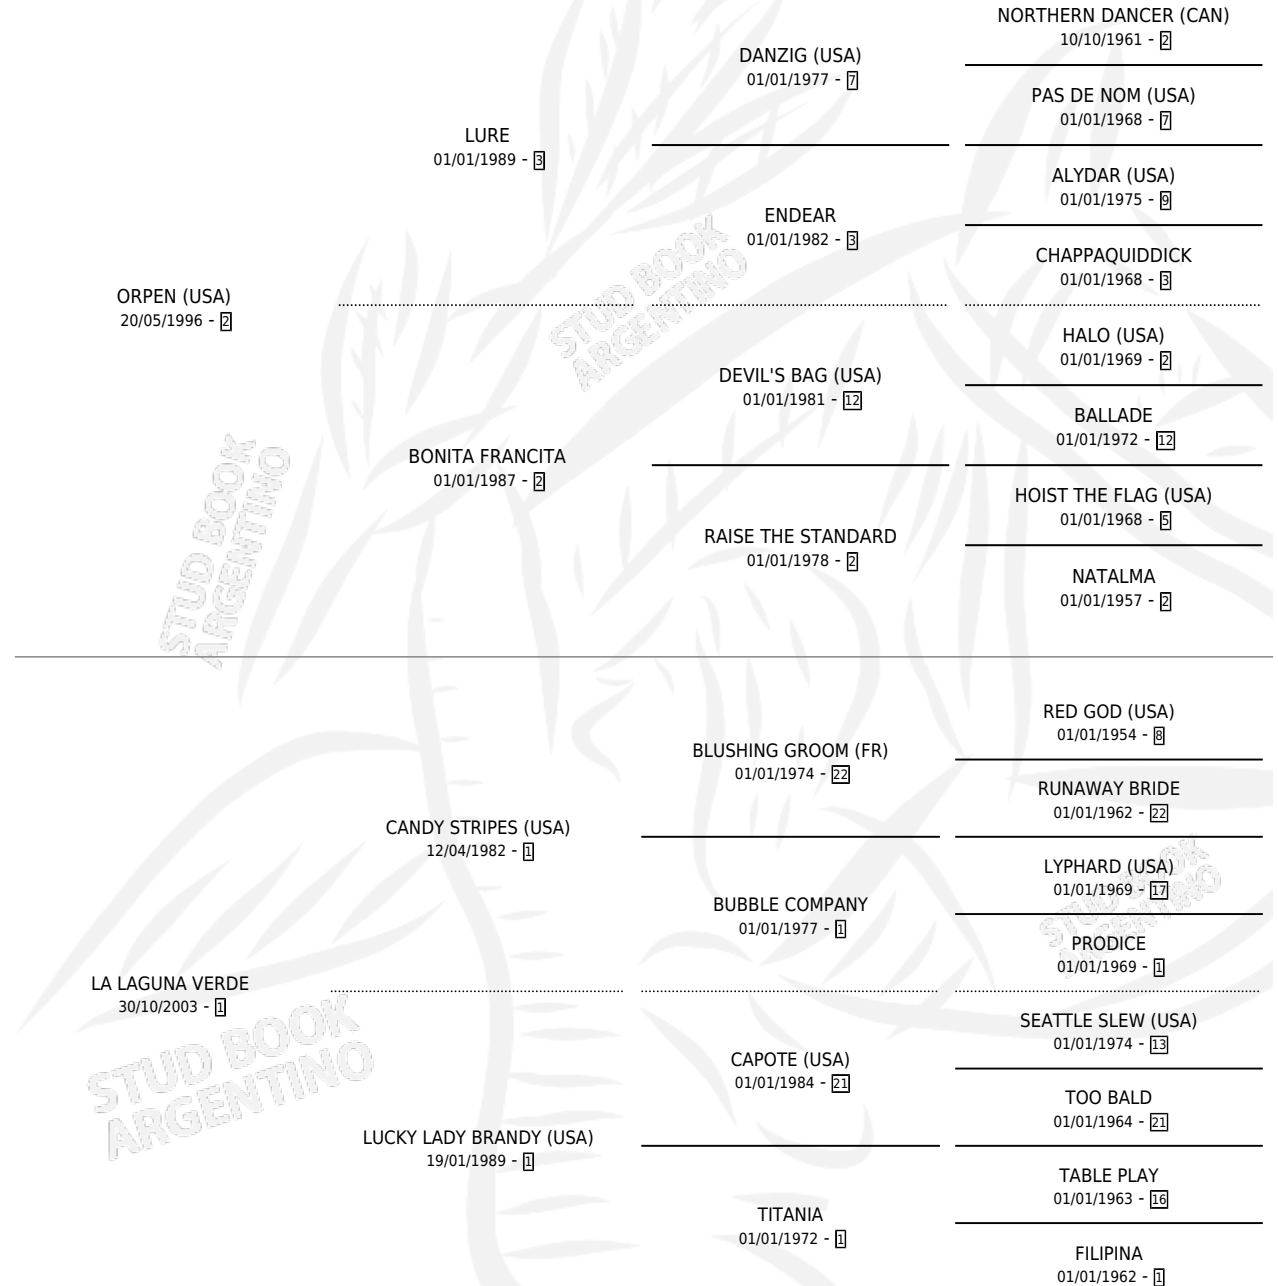 NORTHERN DANCER (CAN)
10/10/1961 - 2
DANZIG (USA)
01/01/1977 - 7
PAS DE NOM (USA)
01/01/1968 - 7
LURE
01/01/1989 - 3
ALYDAR (USA)
01/01/1975 - 9
ENDEAR
01/01/1982 - 3
CHAPPAQUIDDICK
01/01/1968 - 3
ORPEN (USA)
20/05/1996 - 2
HALO (USA)
01/01/1969 - 2
DEVIL'S BAG (USA)
01/01/1981 - 12
BALLADE
01/01/1972 - 12
BONITA FRANCITA
01/01/1987 - 2
HOIST THE FLAG (USA)
01/01/1968 - 5
RAISE THE STANDARD
01/01/1978 - 2
NATALMA
01/01/1957 - 2
RED GOD (USA)
01/01/1954 - 8
BLUSHING GROOM (FR)
01/01/1974 - 22
RUNAWAY BRIDE
01/01/1962 - 22
CANDY STRIPES (USA)
12/04/1982 - 1
LYPHARD (USA)
01/01/1969 - 17
BUBBLE COMPANY
01/01/1977 - 1
PRODICE
01/01/1969 - 1
LA LAGUNA VERDE
30/10/2003 - 1
SEATTLE SLEW (USA)
01/01/1974 - 13
CAPOTE (USA)
01/01/1984 - 21
TOO BALD
01/01/1964 - 21
LUCKY LADY BRANDY (USA)
19/01/1989 - 1
TABLE PLAY
01/01/1963 - 16
TITANIA
01/01/1972 - 1
FILIPINA
01/01/1962 - 1
STUD BOOK
ARGENTINO
STUD BOOK
ARGENTINO
STUD BOOK
ARGENTINO
STUD BOOK
ARGENTINO